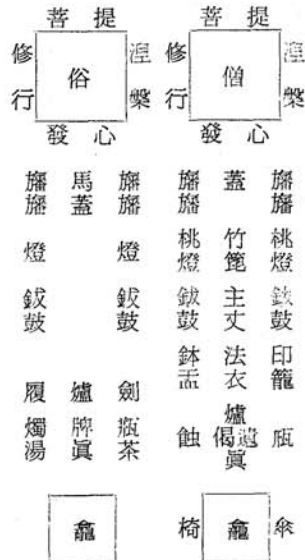 菩提
涅槃
僧
修行
發心
旛旛 桃燈 鈸鼓 印籠 瓶 傘
蓋 竹篦 主丈 法衣 爐 遺偈 眞 龕
旛旛 桃燈 鈸鼓 鉢盂 蝕 椅
菩提
涅槃
俗
修行
發心
旛旛 燈 鈸鼓 劍 瓶茶
馬蓋 爐 牌眞 龕
旛旛 燈 鈸鼓 履 燭湯